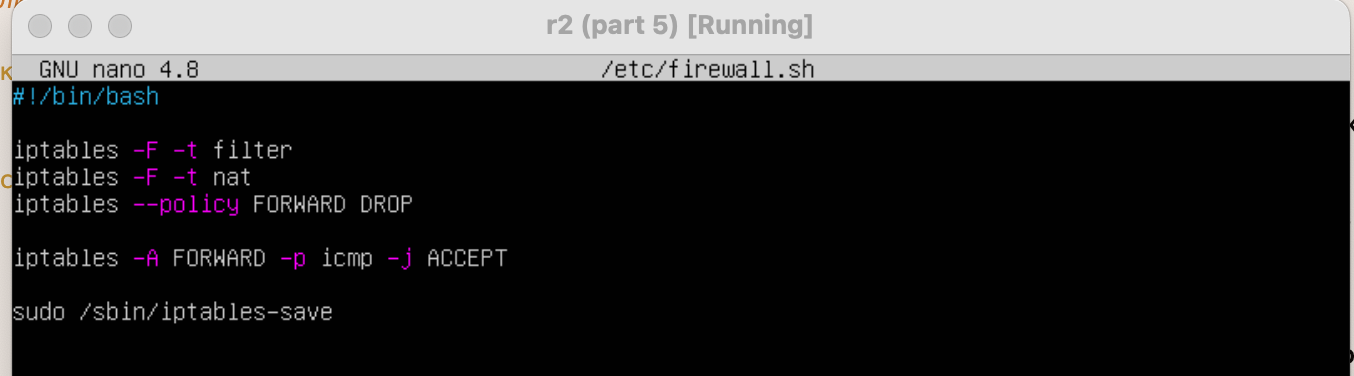 r2 (part 5) [Running]
GNU nano 4.8 /etc/firewall.sh
#!/bin/bash
iptables -F -t filter
iptables -F -t nat
iptables --policy FORWARD DROP
iptables -A FORWARD -p icmp -j ACCEPT
sudo /sbin/iptables-save